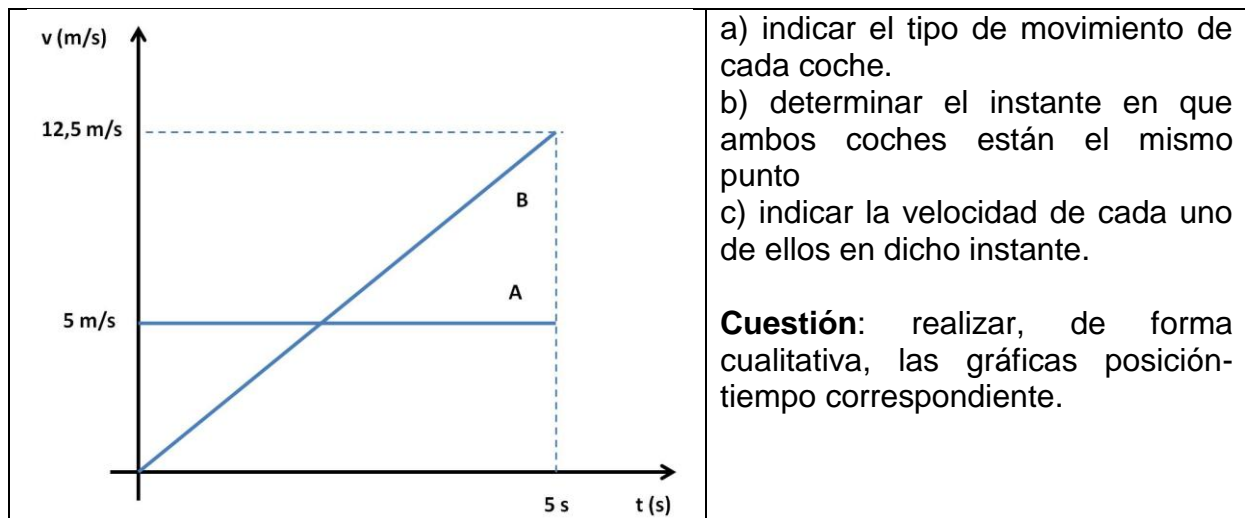 v (m/s)
12,5 m/s
B
A
5 m/s
5 s
t (s)
a) indicar el tipo de movimiento de
cada coche.
b) determinar el instante en que
ambos coches están el mismo
punto
c) indicar la velocidad de cada uno
de ellos en dicho instante.
Cuestión: realizar, de forma
cualitativa, las gráficas posición-
tiempo correspondiente.